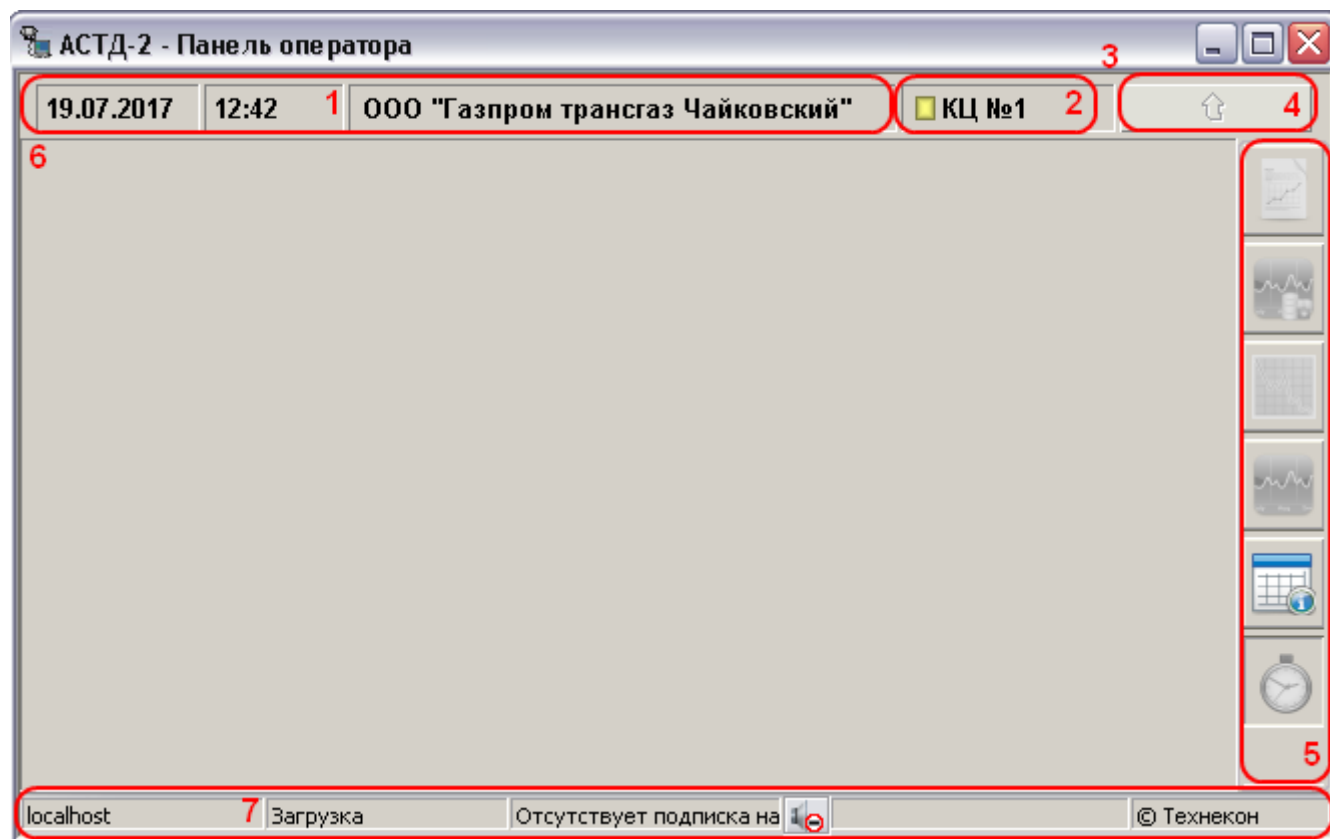 АСТД-2 - Панель оператора
3
19.07.2017 12:42 1 ООО "Газпром трансгаз Чайковский" КЦ №1 2 4
6
5
localhost 7 Загрузка Отсутствует подписка на © Технекон